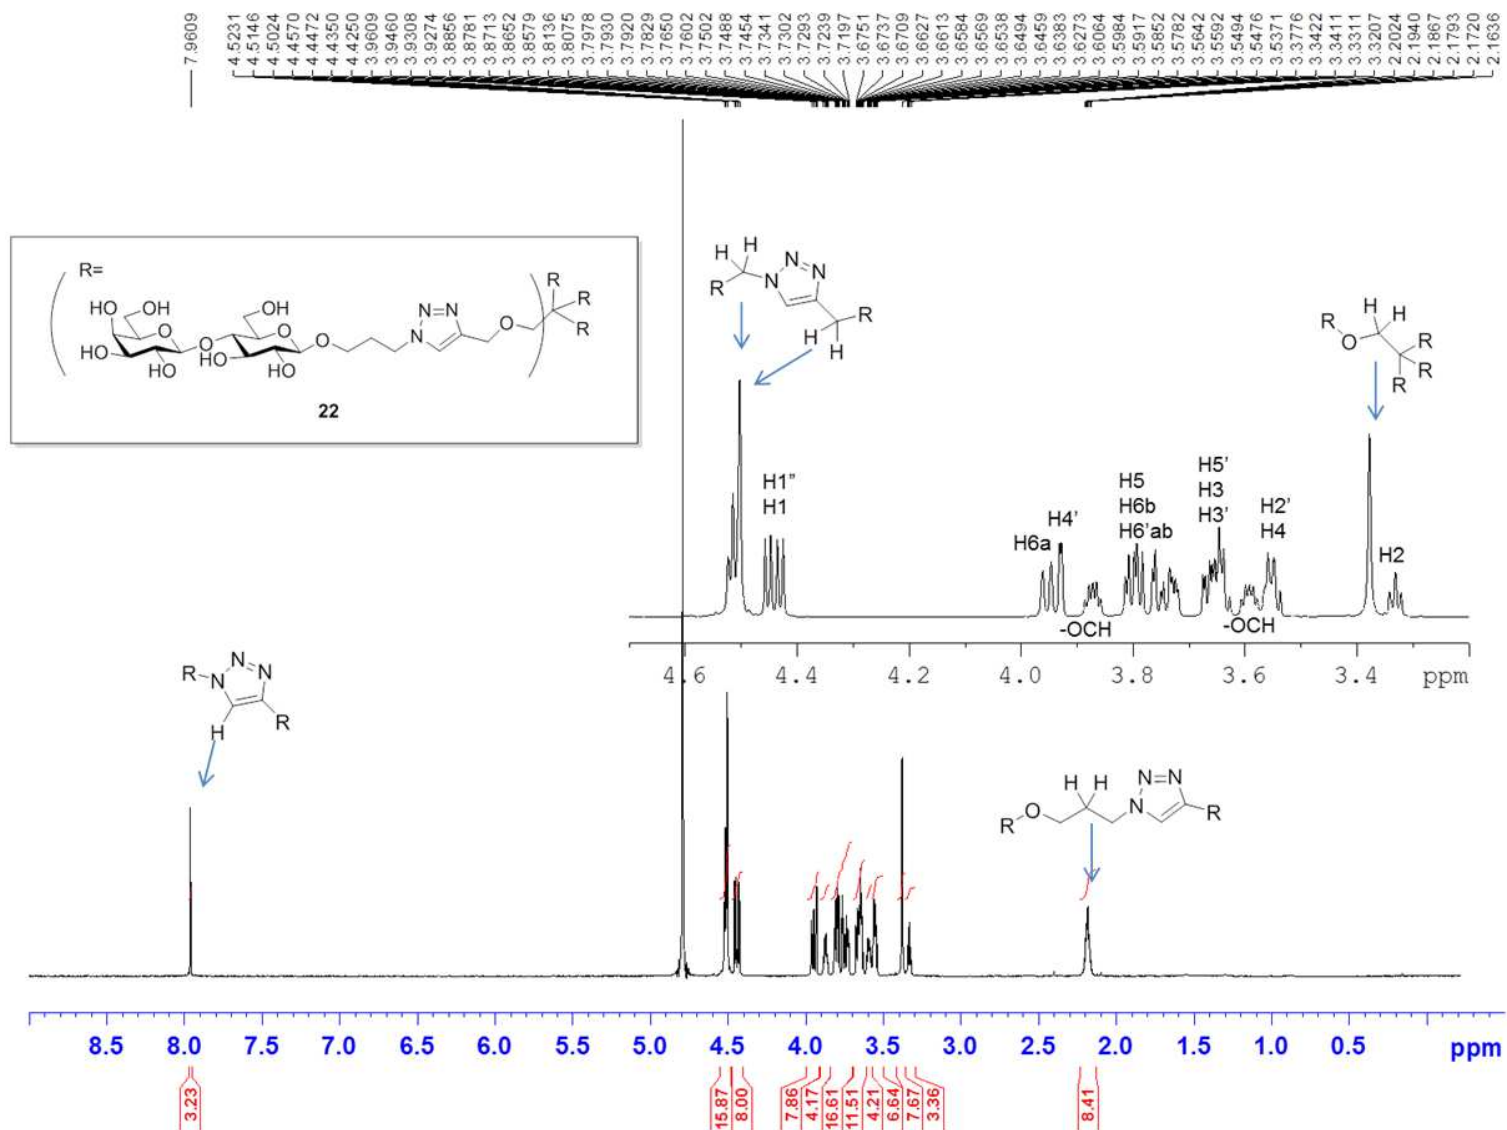 7.9609
4.5231
4.5146
4.5024
4.4570
4.4472
4.4350
4.4250
3.9609
3.9460
3.9308
3.9274
3.8856
3.8781
3.8713
3.8652
3.8579
3.8136
3.8075
3.7978
3.7930
3.7920
3.7829
3.7650
3.7602
3.7502
3.7488
3.7454
3.7341
3.7302
3.7293
3.7239
3.7197
3.6751
3.6737
3.6709
3.6627
3.6613
3.6584
3.6569
3.6538
3.6494
3.6459
3.6383
3.6273
3.6064
3.5984
3.5917
3.5852
3.5782
3.5642
3.5592
3.5494
3.5476
3.5371
3.3776
3.3422
3.3411
3.3311
3.3207
2.2024
2.1940
2.1867
2.1793
2.1720
2.1636
R=
HO OH
OH
O
HO
HO
O
HO
O
OH
O
N=N
N
O
R
R
R
22
H H
N=N
R
N
R
H
H
H
R
H
O
R
R
R
H1"
H1
H6a
H4'
-OCH
H5
H6b
H6'ab
H5'
H3
H3'
-OCH
H2'
H4
H2
4.6 4.4 4.2 4.0 3.8 3.6 3.4 ppm
N=N
R
N
H
R
H H
N=N
R
O
N
R
8.5 8.0 7.5 7.0 6.5 6.0 5.5 5.0 4.5 4.0 3.5 3.0 2.5 2.0 1.5 1.0 0.5 ppm
3.23
15.87
8.00
7.86
4.17
16.61
11.51
4.21
6.64
7.67
3.36
8.41